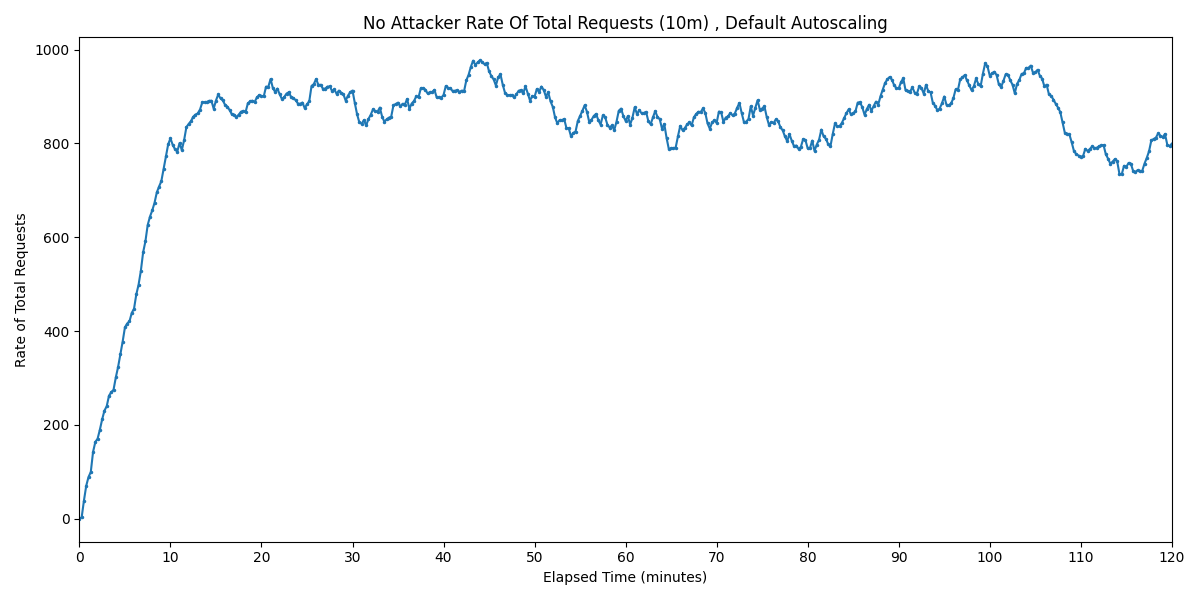 No Attacker Rate Of Total Requests (10m) , Default Autoscaling
1000
800
600
400
200
0
Rate of Total Requests
0 10 20 30 40 50 60 70 80 90 100 110 120
Elapsed Time (minutes)